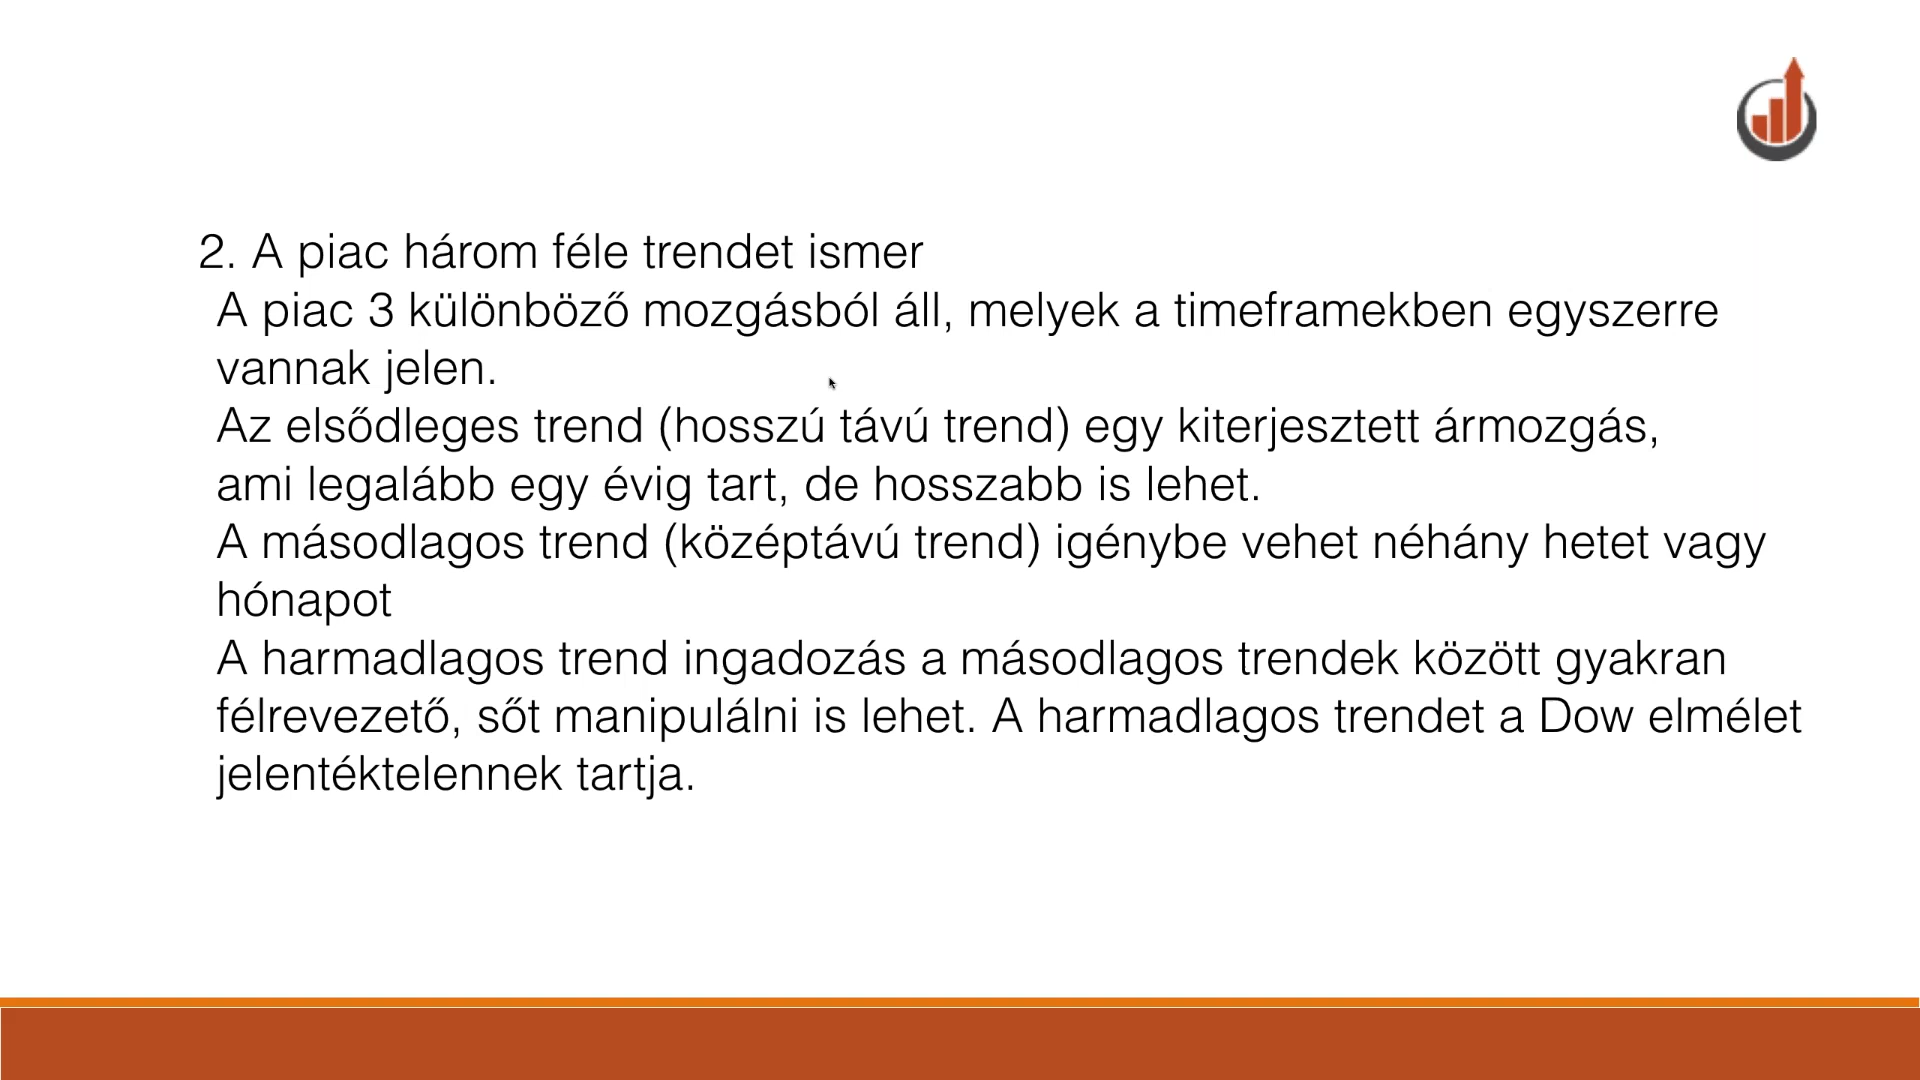 2. A piac három féle trendet ismer
A piac 3 különböző mozgásból áll, melyek a timeframekben egyszerre
vannak jelen.
Az elsődleges trend (hosszú távú trend) egy kiterjesztett ármozgás,
ami legalább egy évig tart, de hosszabb is lehet.
A másodlagos trend (középtávú trend) igénybe vehet néhány hetet vagy
hónapot
A harmadlagos trend ingadozás a másodlagos trendek között gyakran
félrevezető, sőt manipulálni is lehet. A harmadlagos trendet a Dow elmélet
jelentéktelennek tartja.